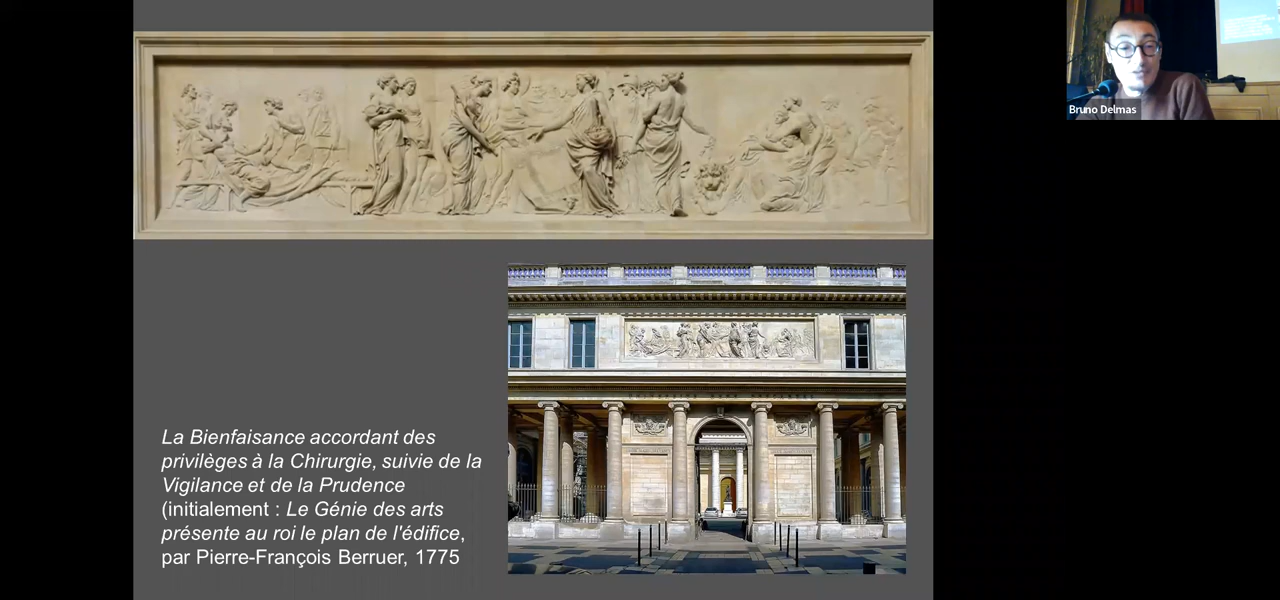 Bruno Delmas
La Bienfaisance accordant des
privilèges à la Chirurgie, suivie de la
Vigilance et de la Prudence
(initialement : Le Génie des arts
présente au roi le plan de l'édifice,
par Pierre-François Berruer, 1775